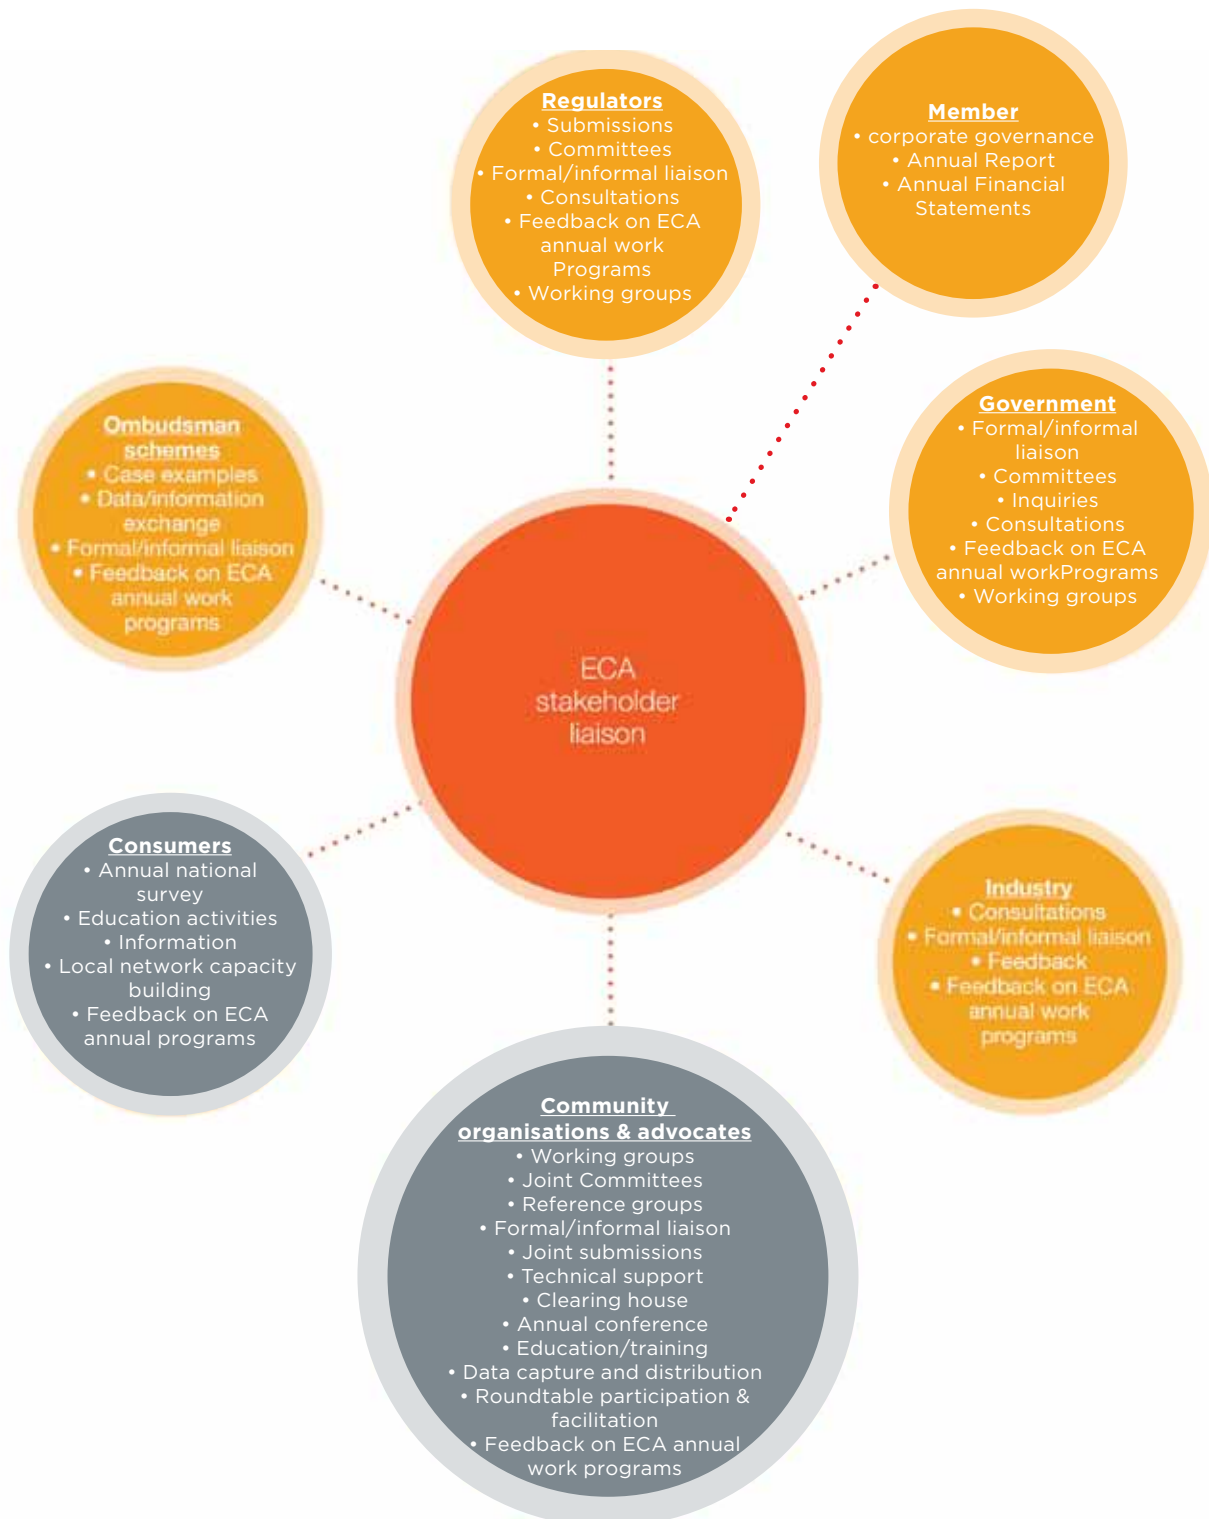 Regulators
• Submissions
• Committees
• Formal/informal liaison
• Consultations
• Feedback on ECA
annual work
Programs
• Working groups
Member
• corporate governance
• Annual Report
• Annual Financial
Statements
Government
• Formal/informal
liaison
• Committees
• Inquiries
• Consultations
• Feedback on ECA
annual workPrograms
• Working groups
Ombudsman
schemes
• Case examples
• Data/information
exchange
• Formal/informal liaison
• Feedback on ECA
annual work
programs
ECA
stakeholder
liaison
Consumers
• Annual national
survey
• Education activities
• Information
• Local network capacity
building
• Feedback on ECA
annual programs
Industry
• Consultations
• Formal/informal liaison
• Feedback
• Feedback on ECA
annual work
programs
Community
organisations & advocates
• Working groups
• Joint Committees
• Reference groups
• Formal/informal liaison
• Joint submissions
• Technical support
• Clearing house
• Annual conference
• Education/training
• Data capture and distribution
• Roundtable participation &
facilitation
• Feedback on ECA annual
work programs